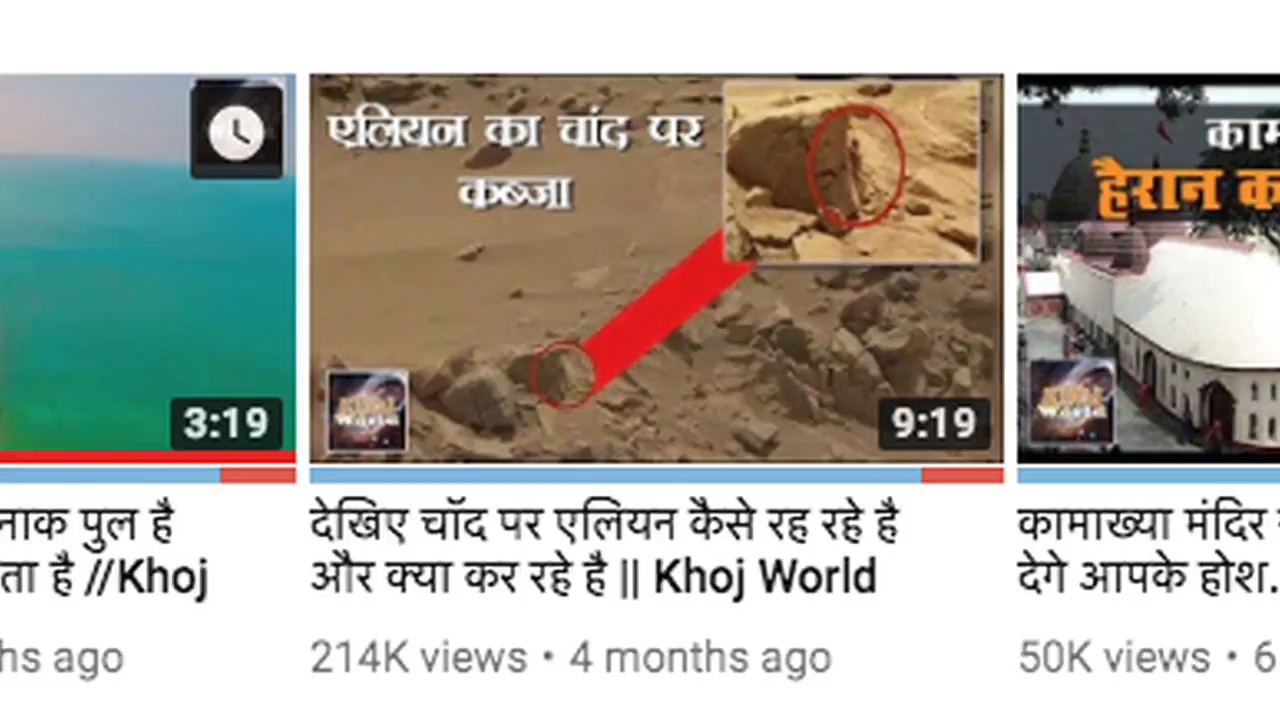 3:19
नाक पुल है
ता है //Khoj
hs ago
एलियन का चांद पर
कब्जा
9:19
देखिए चॉद पर एलियन कैसे रह रहे है
और क्या कर रहे है || Khoj World
214K views • 4 months ago
काम
हैरान क
कामाख्या मंदिर
देगे आपके होश.
50K views • 6